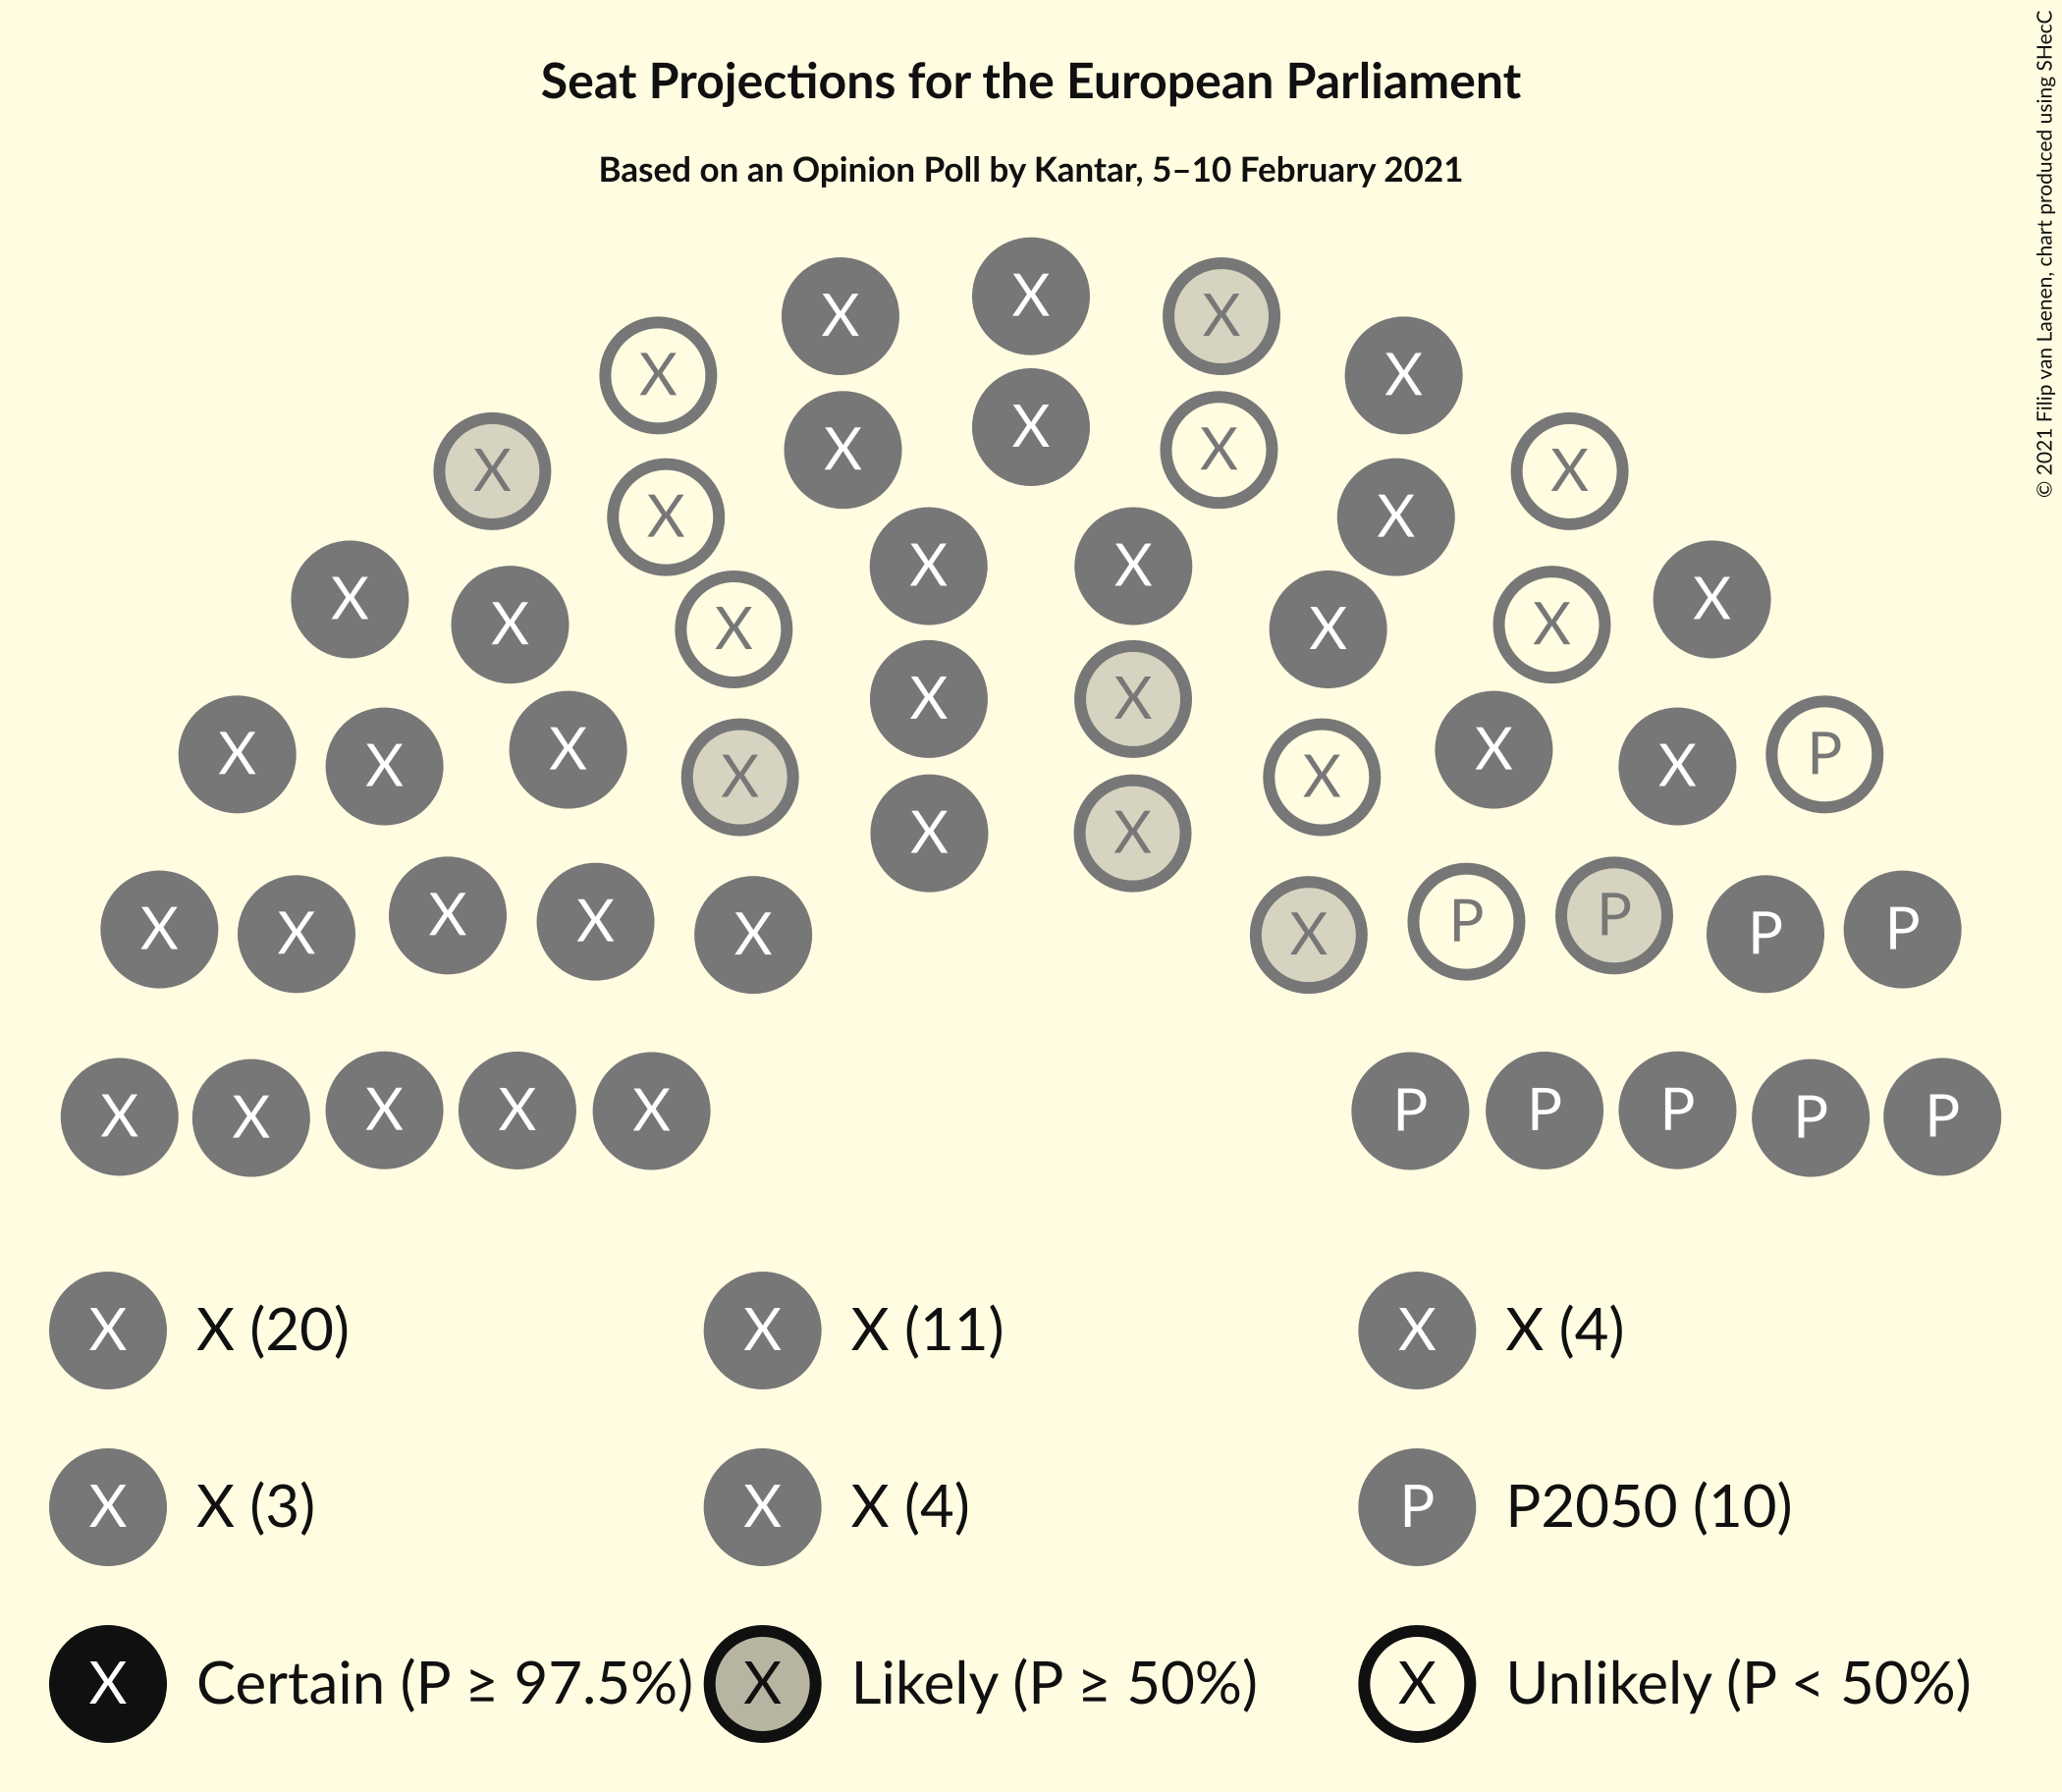 Seat Projections for the European Parliament
Based on an Opinion Poll by Kantar, 5–10 February 2021
© 2021 Filip van Laenen, chart produced using SHecC
X X X
X X
X X X X X
X X
X X
X X X X X X
X X
X X X X X X X P
X X
X X X X X X P P P P
X X X X X P P P P P
X X (20) X X (11) X X (4)
X X (3) X X (4) P P2050 (10)
X Certain (P ≥ 97.5%) X Likely (P ≥ 50%) X Unlikely (P < 50%)